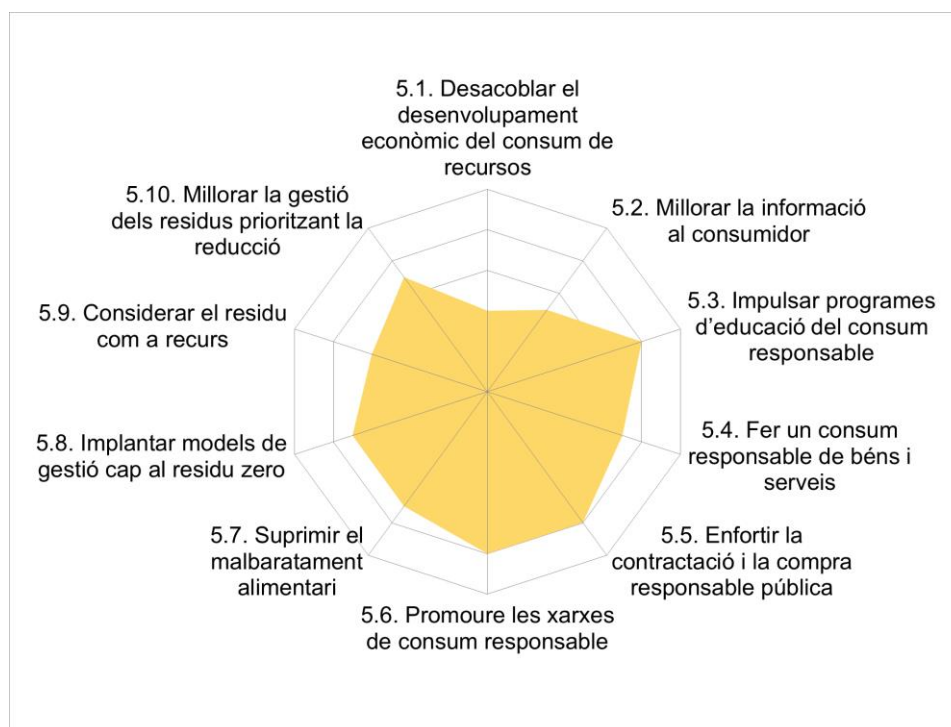 5.1. Desacoblar el
desenvolupament
econòmic del consum de
recursos
5.2. Millorar la informació
al consumidor
5.3. Impulsar programes
d’educació del consum
responsable
5.4. Fer un consum
responsable de béns i
serveis
5.5. Enfortir la
contractació i la compra
responsable pública
5.6. Promoure les xarxes
de consum responsable
5.7. Suprimir el
malbaratament
alimentari
5.8. Implantar models de
gestió cap al residu zero
5.9. Considerar el residu
com a recurs
5.10. Millorar la gestió
dels residus prioritzant la
reducció